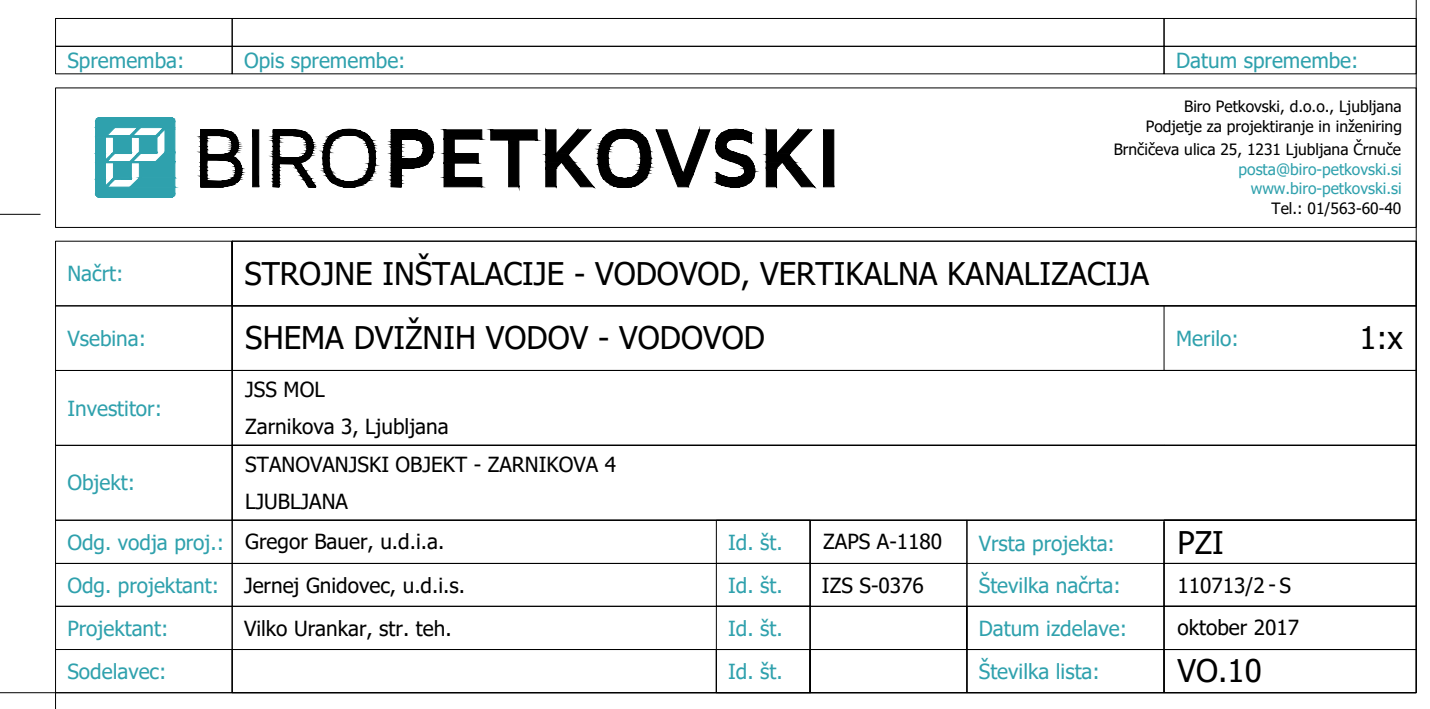 Sprememba: Opis spremembe: Datum spremembe:
BIROPETKOVSKI
Biro Petkovski, d.o.o., Ljubljana
Podjetje za projektiranje in inženiring
Brnčičeva ulica 25, 1231 Ljubljana Črnuče
posta@biro-petkovski.si
www.biro-petkovski.si
Tel.: 01/563-60-40
Načrt: STROJNE INŠTALACIJE - VODOVOD, VERTIKALNA KANALIZACIJA
Vsebina: SHEMA DVIŽNIH VODOV - VODOVOD Merilo: 1:x
Investitor: JSS MOL
Zarnikova 3, Ljubljana
Objekt: STANOVANJSKI OBJEKT - ZARNIKOVA 4
LJUBLJANA
Odg. vodja proj.: Gregor Bauer, u.d.i.a. Id. št. ZAPS A-1180 Vrsta projekta: PZI
Odg. projektant: Jernej Gnidovec, u.d.i.s. Id. št. IZS S-0376 Številka načrta: 110713/2-S
Projektant: Vilko Urankar, str. teh. Id. št. Datum izdelave: oktober 2017
Sodelavec: Id. št. Številka lista: VO.10